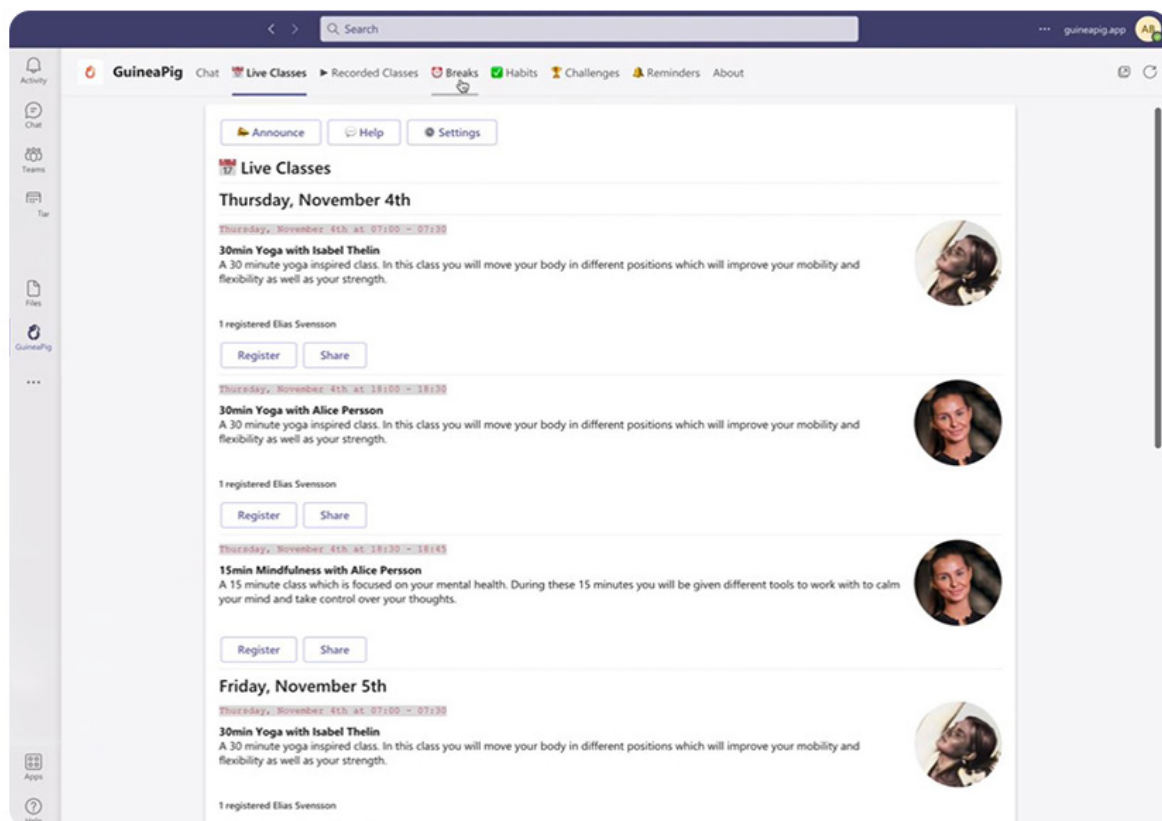 Search
guineapig.app
AB
Activity
Chat
Teams
Tiar
Files
GuineaPig
Apps
Help
GuineaPig Chat Live Classes Recorded Classes Breaks Habits Challenges Reminders About
Announce Help Settings
Live Classes
Thursday, November 4th
Thursday, November 4th at 07:00 - 07:30
30min Yoga with Isabel Thelin
A 30 minute yoga inspired class. In this class you will move your body in different positions which will improve your mobility and
flexibility as well as your strength.
1 registered Elias Svensson
Register Share
Thursday, November 4th at 18:00 - 18:30
30min Yoga with Alice Persson
A 30 minute yoga inspired class. In this class you will move your body in different positions which will improve your mobility and
flexibility as well as your strength.
1 registered Elias Svensson
Register Share
Thursday, November 4th at 18:30 - 18:45
15min Mindfulness with Alice Persson
A 15 minute class which is focused on your mental health. During these 15 minutes you will be given different tools to work with to calm
your mind and take control over your thoughts.
Register Share
Friday, November 5th
Thursday, November 4th at 07:00 - 07:30
30min Yoga with Isabel Thelin
A 30 minute yoga inspired class. In this class you will move your body in different positions which will improve your mobility and
flexibility as well as your strength.
1 registered Elias Svensson